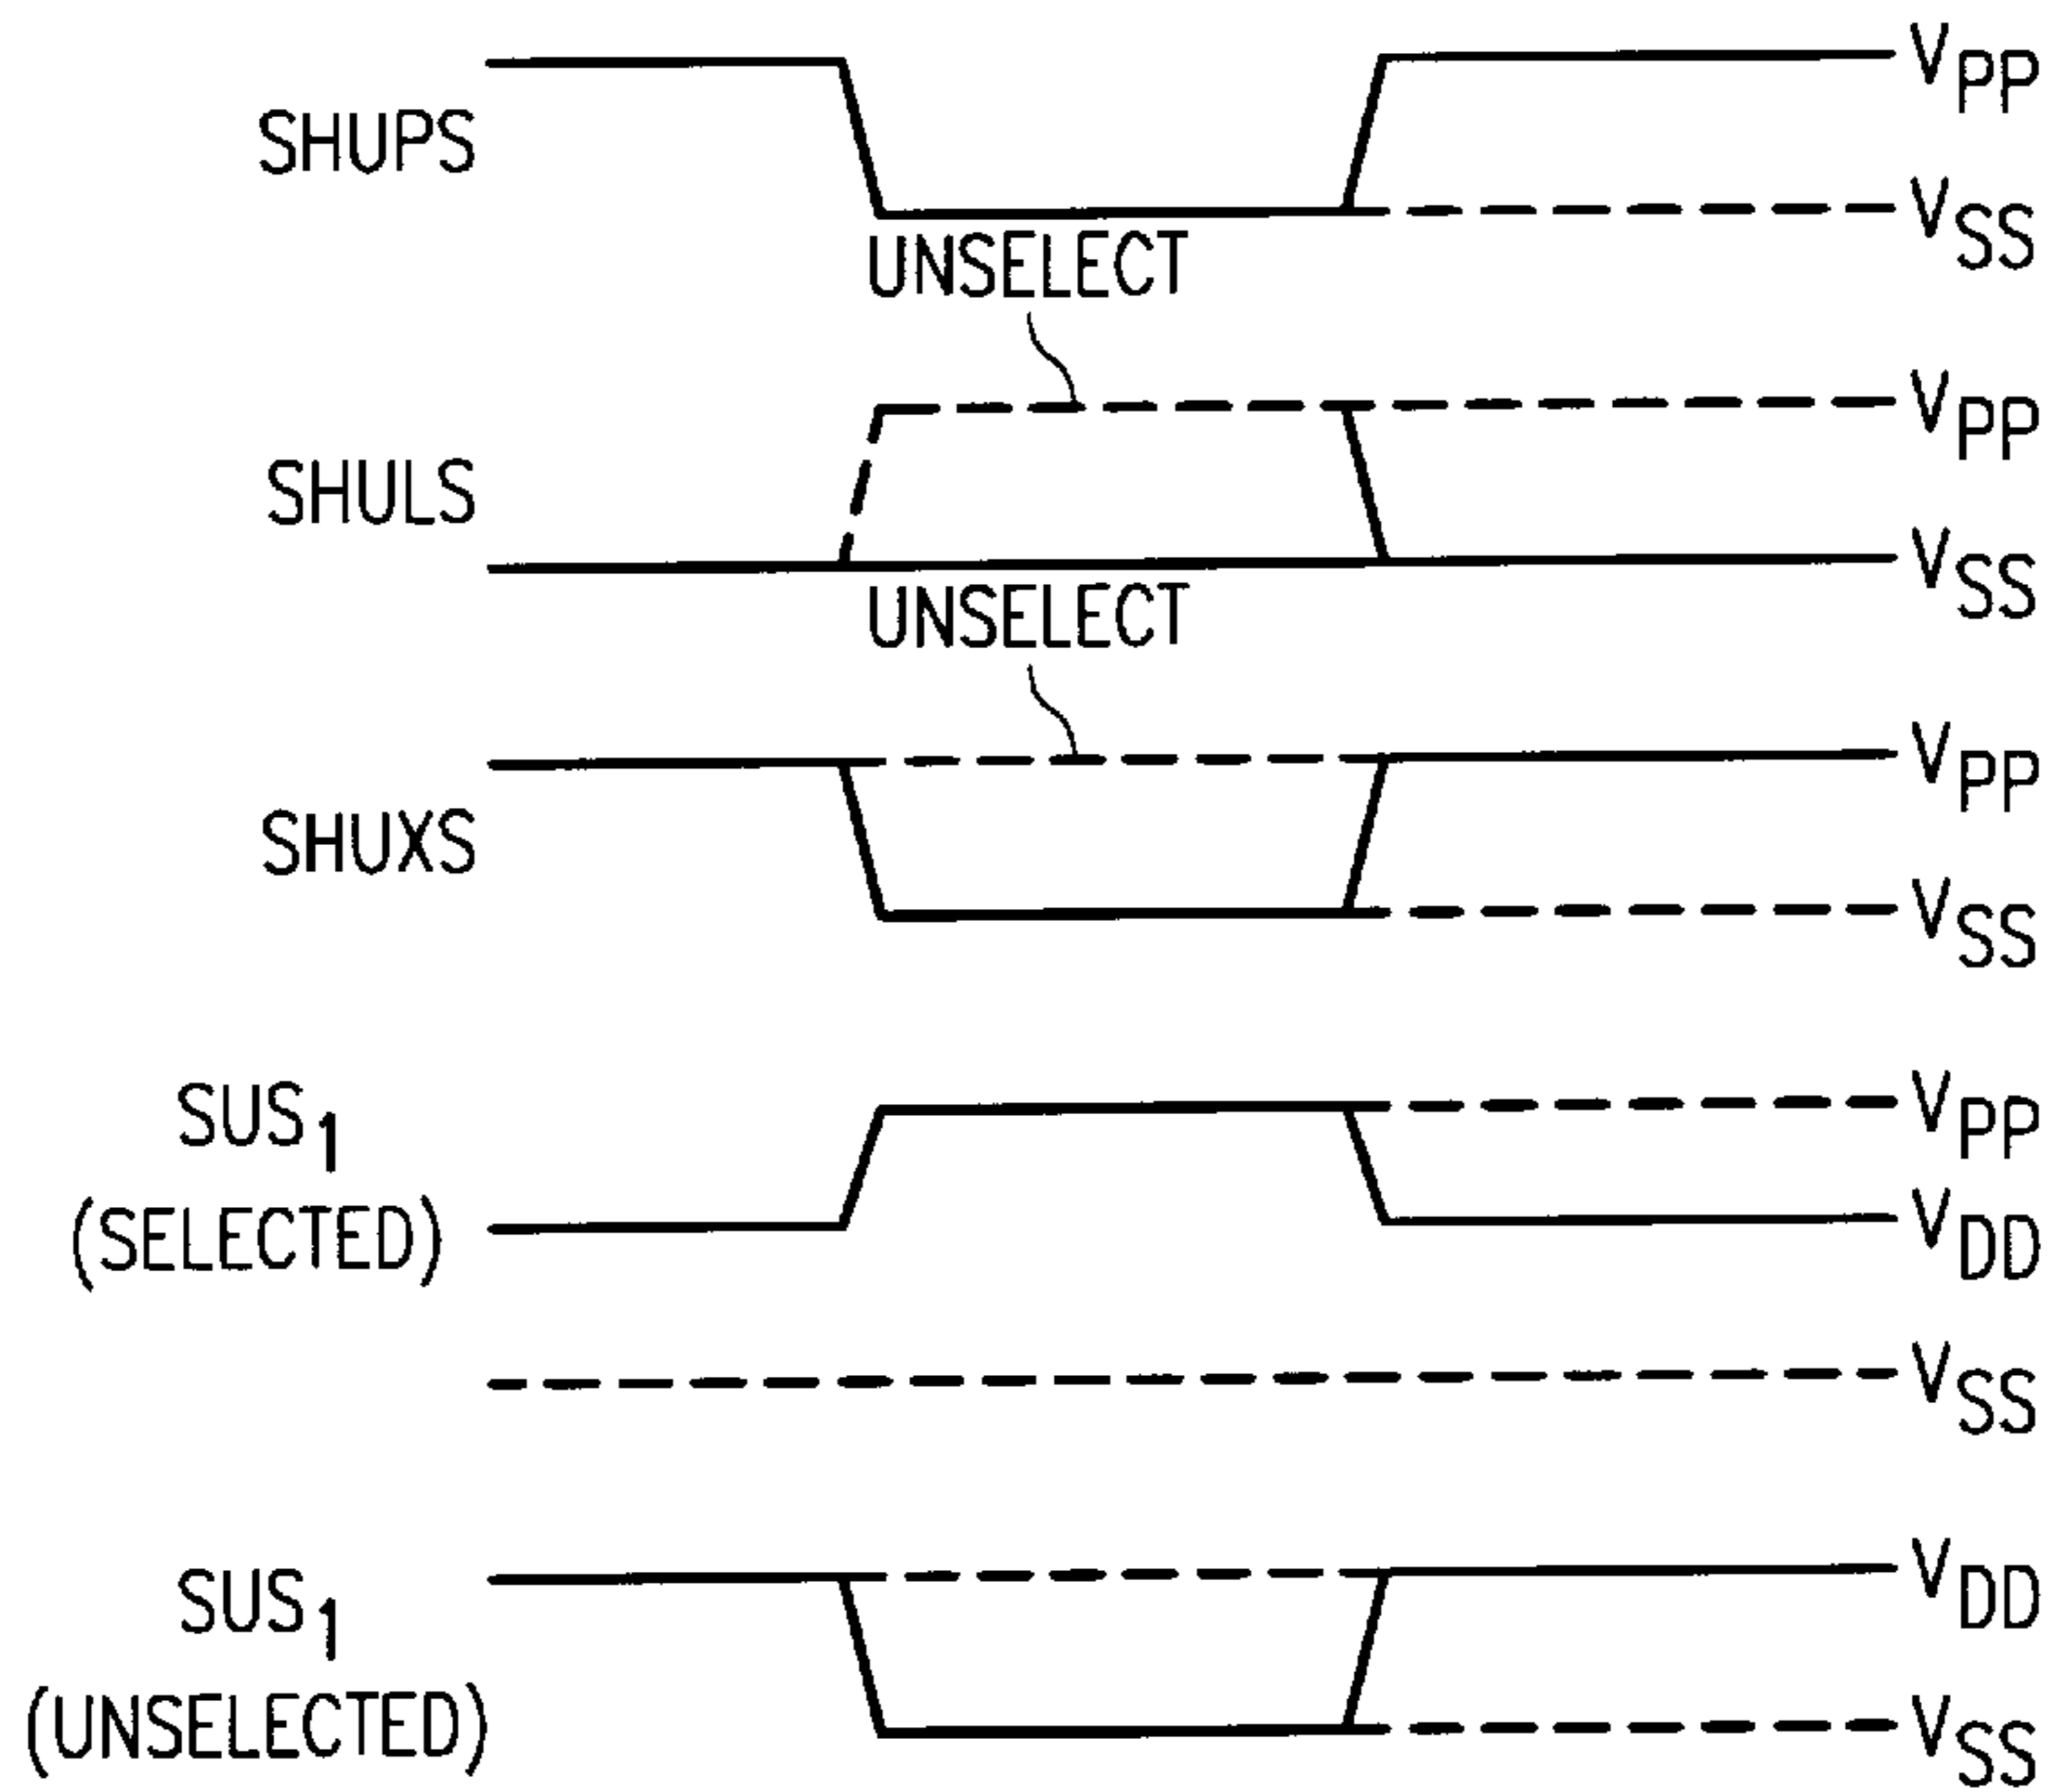 V_PP
SHUPS
V_SS
UNSELECT
V_PP
SHULS
V_SS
UNSELECT
V_PP
SHUXS
V_SS
V_PP
SUS_1
(SELECTED)
V_DD
V_SS
V_DD
SUS_1
(UNSELECTED)
V_SS